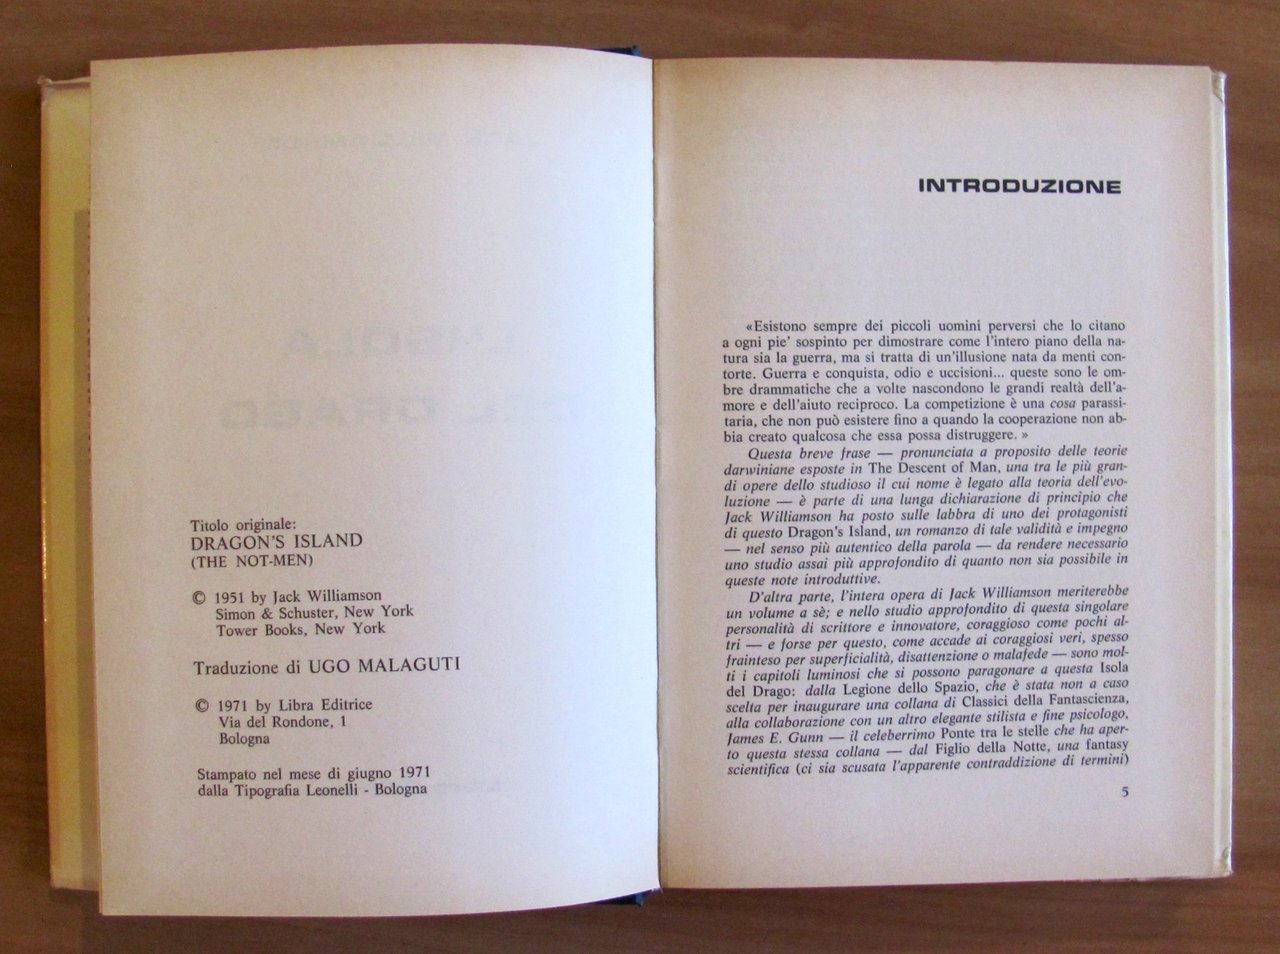 Titolo originale:
DRAGON'S ISLAND
(THE NOT-MEN)
© 1951 by Jack Williamson
Simon & Schuster, New York
Tower Books, New York
Traduzione di UGO MALAGUTI
© 1971 by Libra Editrice
Via del Rondone, 1
Bologna
Stampato nel mese di giugno 1971
dalla Tipografia Leonelli - Bologna
INTRODUZIONE
«Esistono sempre dei piccoli uomini perversi che lo citano
a ogni pie' sospinto per dimostrare come l'intero piano della na-
tura sia la guerra, ma si tratta di un'illusione nata da menti con-
torte. Guerra e conquista, odio e uccisioni... queste sono le om-
bre drammatiche che a volte nascondono le grandi realtà dell'a-
more e dell'aiuto reciproco. La competizione è una cosa parassi-
taria, che non può esistere fino a quando la cooperazione non ab-
bia creato qualcosa che essa possa distruggere. »
Questa breve frase — pronunciata a proposito delle teorie
darwiniane esposte in The Descent of Man, una tra le più gran-
di opere dello studioso il cui nome è legato alla teoria dell'evo-
luzione — è parte di una lunga dichiarazione di principio che
Jack Williamson ha posto sulle labbra di uno dei protagonisti
di questo Dragon's Island, un romanzo di tale validità e impegno
— nel senso più autentico della parola — da rendere necessario
uno studio assai più approfondito di quanto non sia possibile in
queste note introduttive.
D'altra parte, l'intera opera di Jack Williamson meriterebbe
un volume a sè; e nello studio approfondito di questa singolare
personalità di scrittore e innovatore, coraggioso come pochi al-
tri — e forse per questo, come accade ai coraggiosi veri, spesso
frainteso per superficialità, disattenzione o malafede — sono mol-
ti i capitoli luminosi che si possono paragonare a questa Isola
del Drago: dalla Legione dello Spazio, che è stata non a caso
scelta per inaugurare una collana di Classici della Fantascienza,
alla collaborazione con un altro elegante stilista e fine psicologo,
James E. Gunn — il celeberrimo Ponte tra le stelle che ha aper-
to questa stessa collana — dal Figlio della Notte, una fantasy
scientifica (ci sia scusata l'apparente contraddizione di termini)
5